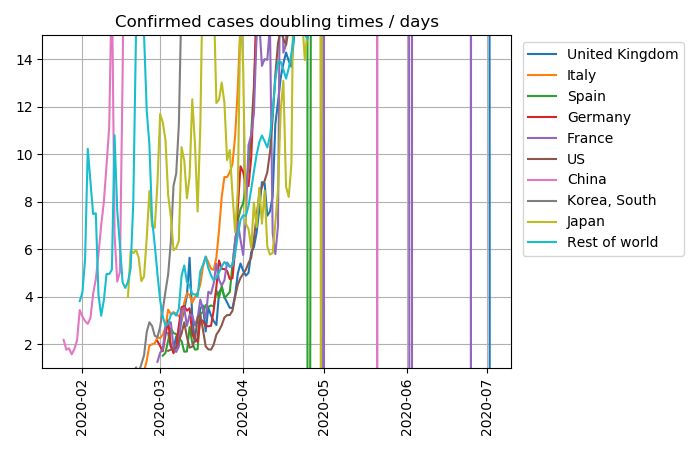 Confirmed cases doubling times / days
14
12
10
8
6
4
2
2020-02
2020-03
2020-04
2020-05
2020-06
2020-07
United Kingdom
Italy
Spain
Germany
France
US
China
Korea, South
Japan
Rest of world